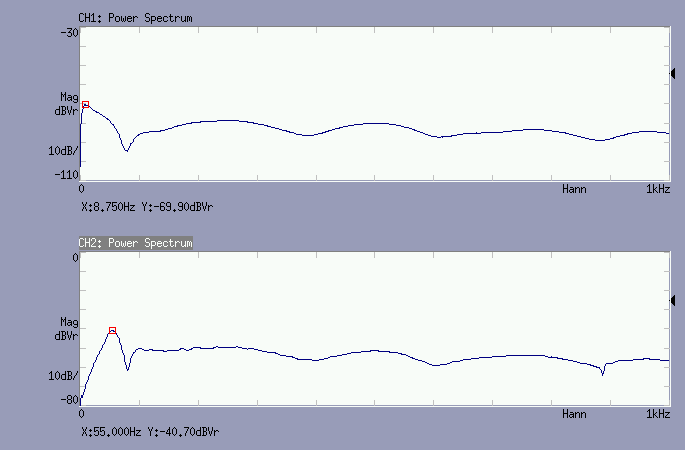 CH1: Power Spectrum
-30
Mag
dBVr
10dB/
-110
0 Hann 1kHz
X:8.750Hz Y:-69.90dBVr
CH2: Power Spectrum
0
Mag
dBVr
10dB/
-80
0 Hann 1kHz
X:55.000Hz Y:-40.70dBVr